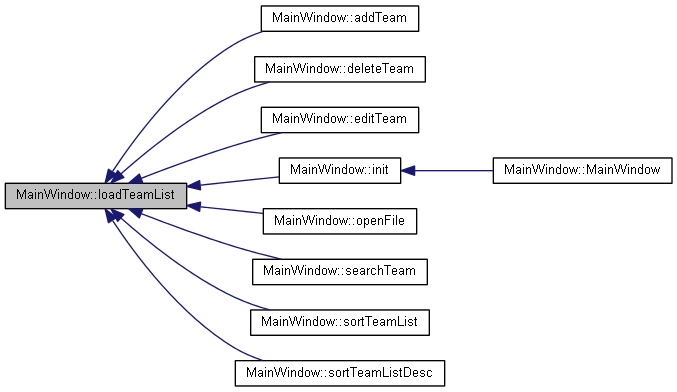 MainWindow::addTeam
MainWindow::deleteTeam
MainWindow::editTeam
MainWindow::init
MainWindow::MainWindow
MainWindow::loadTeamList
MainWindow::openFile
MainWindow::searchTeam
MainWindow::sortTeamList
MainWindow::sortTeamListDesc